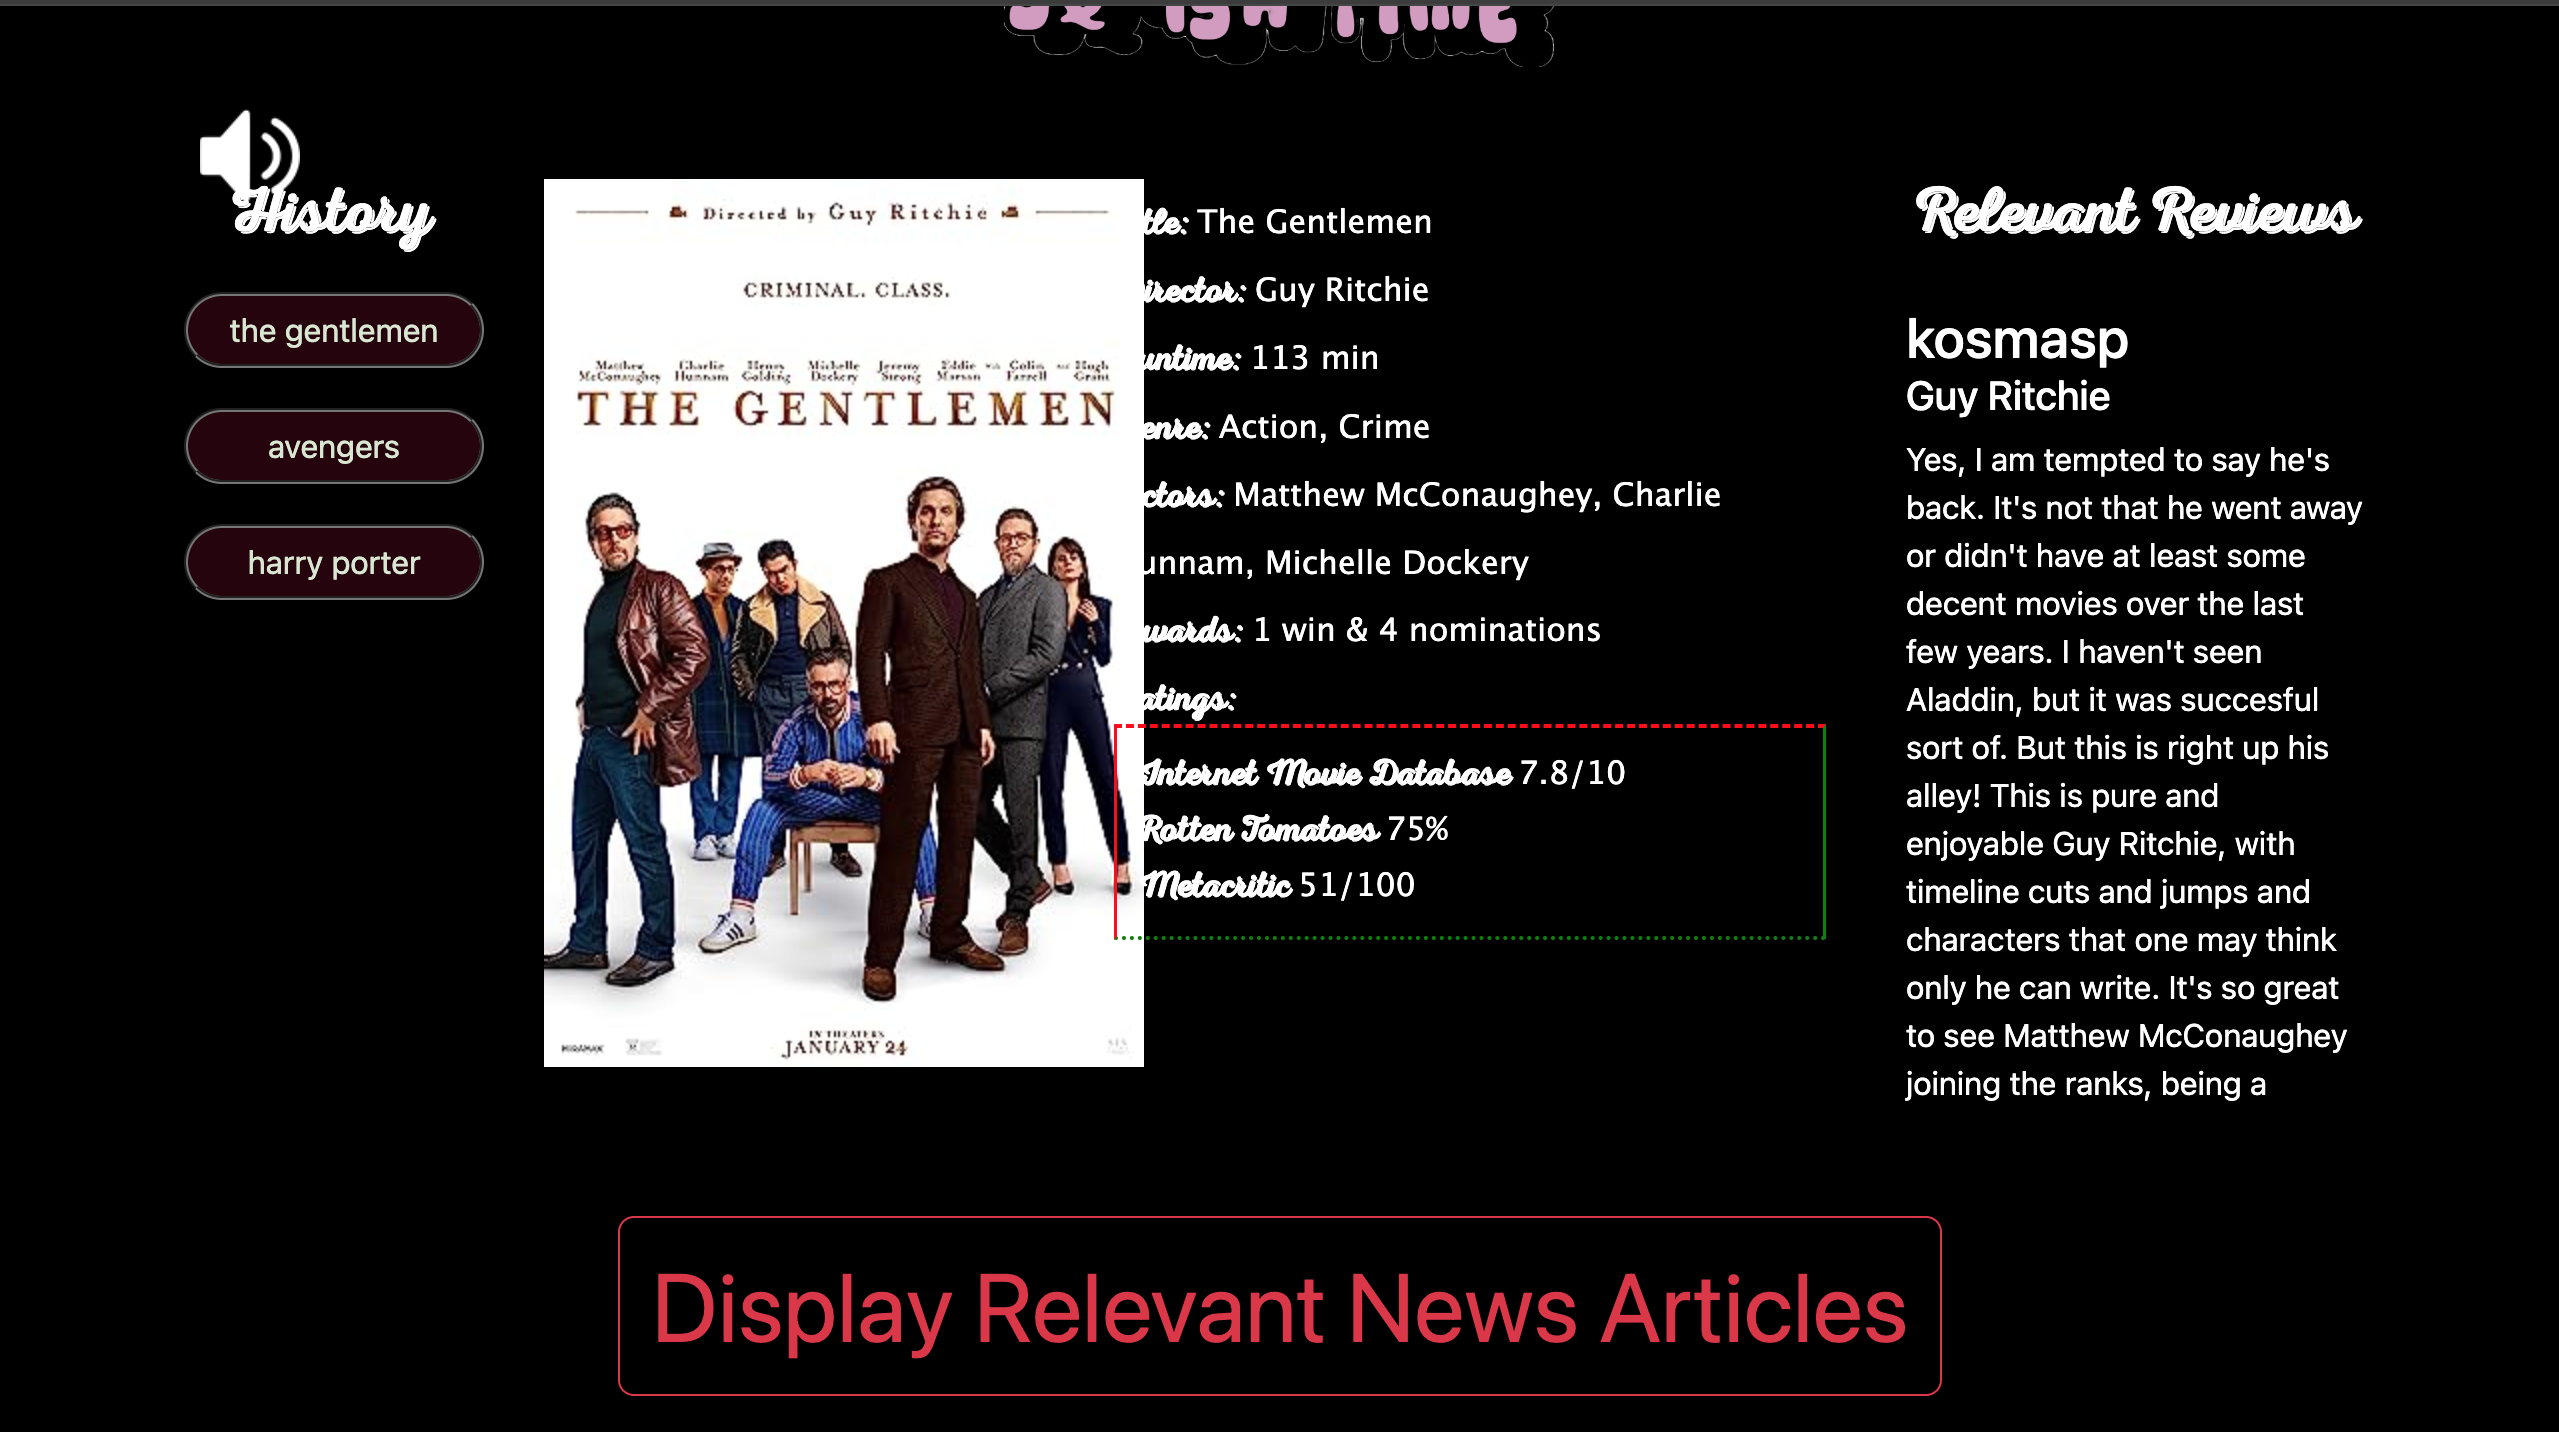 History
the gentlemen
avengers
harry porter
Directed by Guy Ritchie
CRIMINAL. CLASS.
Matthew McConaughey Charlie Hunnam Henry Golding Michelle Dockery Jeremy Strong Eddie Marsan with Colin Farrell and Hugh Grant
THE GENTLEMEN
IN THEATERS
JANUARY 24
MIRAMAX
tle: The Gentlemen
irector: Guy Ritchie
untime: 113 min
enre: Action, Crime
ctors: Matthew McConaughey, Charlie
unnam, Michelle Dockery
wards: 1 win & 4 nominations
atings:
Internet Movie Database 7.8/10
Rotten Tomatoes 75%
Metacritic 51/100
Relevant Reviews
kosmasp
Guy Ritchie
Yes, I am tempted to say he's
back. It's not that he went away
or didn't have at least some
decent movies over the last
few years. I haven't seen
Aladdin, but it was succesful
sort of. But this is right up his
alley! This is pure and
enjoyable Guy Ritchie, with
timeline cuts and jumps and
characters that one may think
only he can write. It's so great
to see Matthew McConaughey
joining the ranks, being a
Display Relevant News Articles